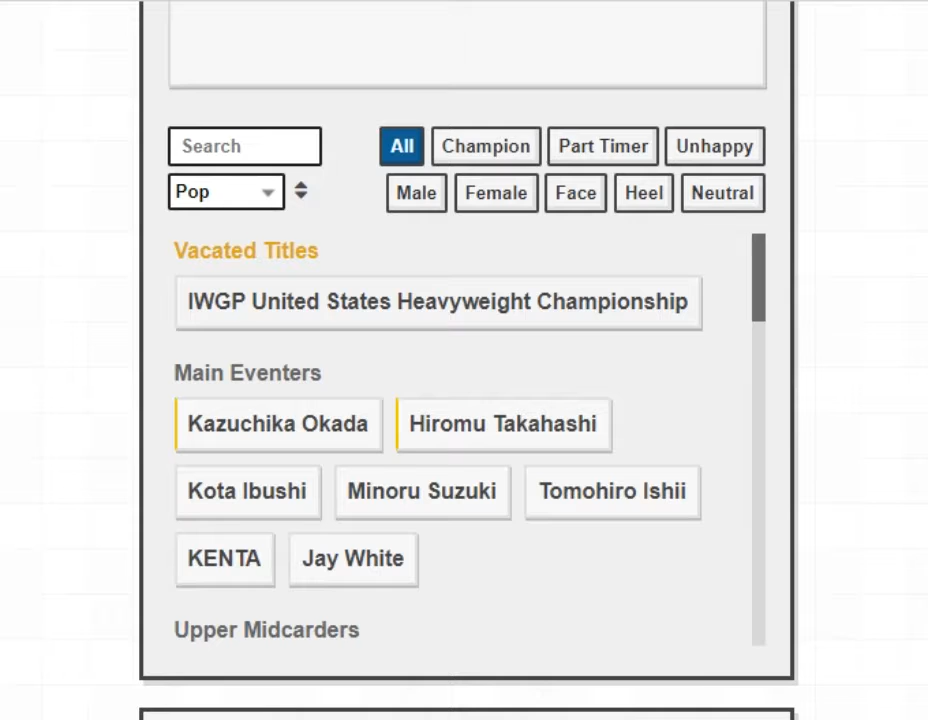 Search
All Champion Part Timer Unhappy
Pop
Male Female Face Heel Neutral
Vacated Titles
IWGP United States Heavyweight Championship
Main Eventers
Kazuchika Okada Hiromu Takahashi
Kota Ibushi Minoru Suzuki Tomohiro Ishii
KENTA Jay White
Upper Midcarders